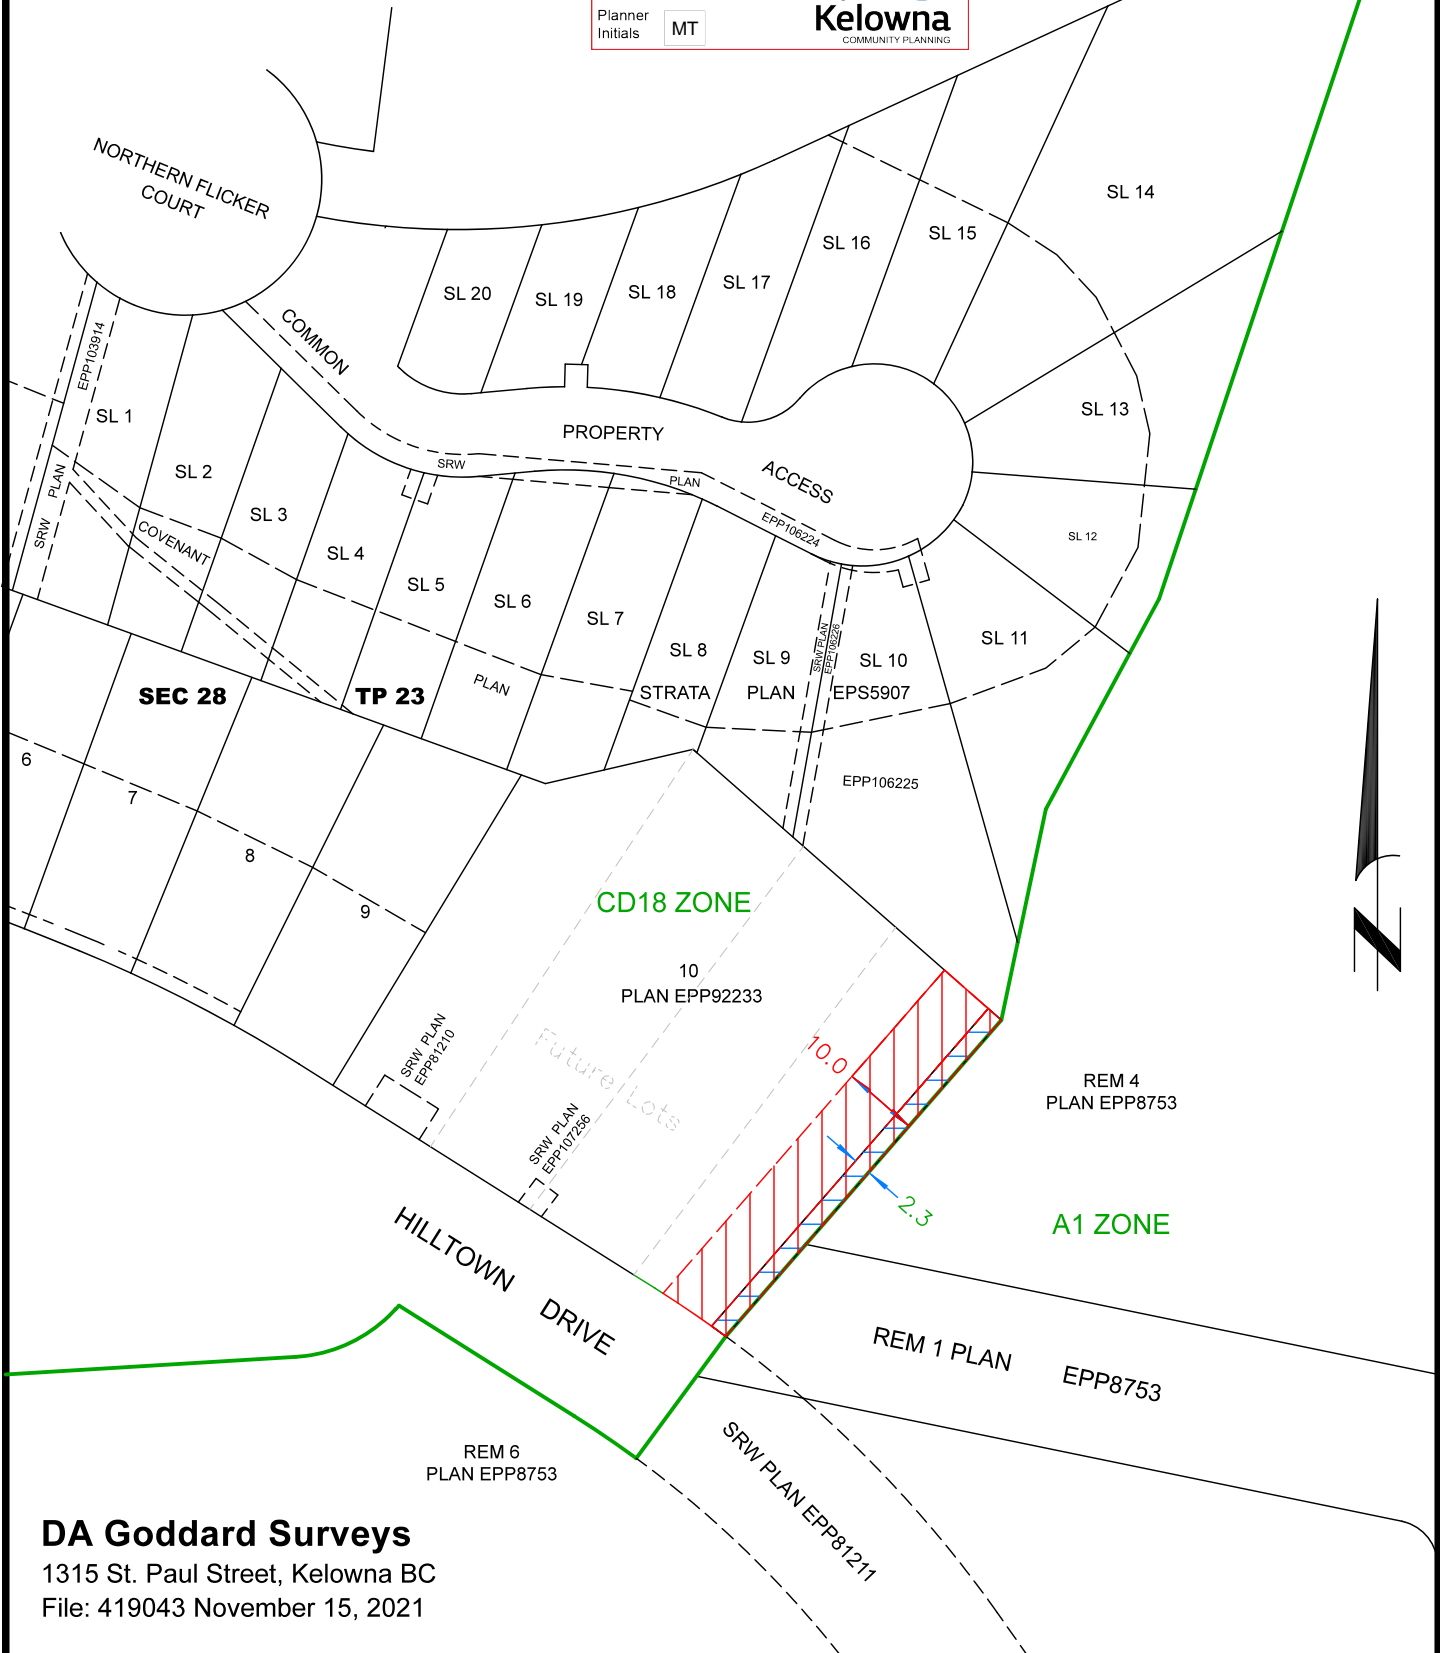 Planner
Initials
MT
Kelowna
COMMUNITY PLANNING
NORTHERN FLICKER
COURT
SL 14
SL 15
SL 16
SL 17
SL 18
SL 19
SL 20
COMMON
PROPERTY
ACCESS
EPP103914
SRW PLAN
SL 1
SL 2
SL 3
SL 4
SL 5
SL 6
SL 7
SL 8
SL 9
SL 10
SL 11
SL 12
SL 13
SRW
PLAN
EPP106224
COVENANT
PLAN
SRW PLAN
EPP106226
STRATA PLAN EPS5907
SEC 28
TP 23
EPP106225
6
7
8
9
CD18 ZONE
10
PLAN EPP92233
Future Lots
SRW PLAN
EPP81210
SRW PLAN
EPP107256
10.0
2.3
REM 4
PLAN EPP8753
A1 ZONE
HILLTOWN DRIVE
REM 1 PLAN EPP8753
SRW PLAN EPP81211
REM 6
PLAN EPP8753
DA Goddard Surveys
1315 St. Paul Street, Kelowna BC
File: 419043 November 15, 2021